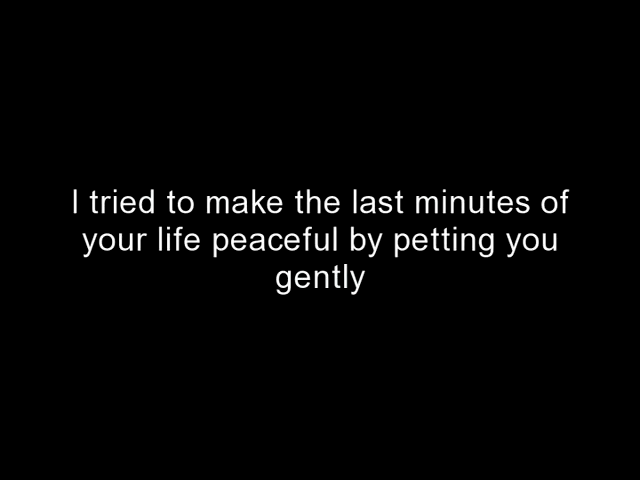 I tried to make the last minutes of
your life peaceful by petting you
gently